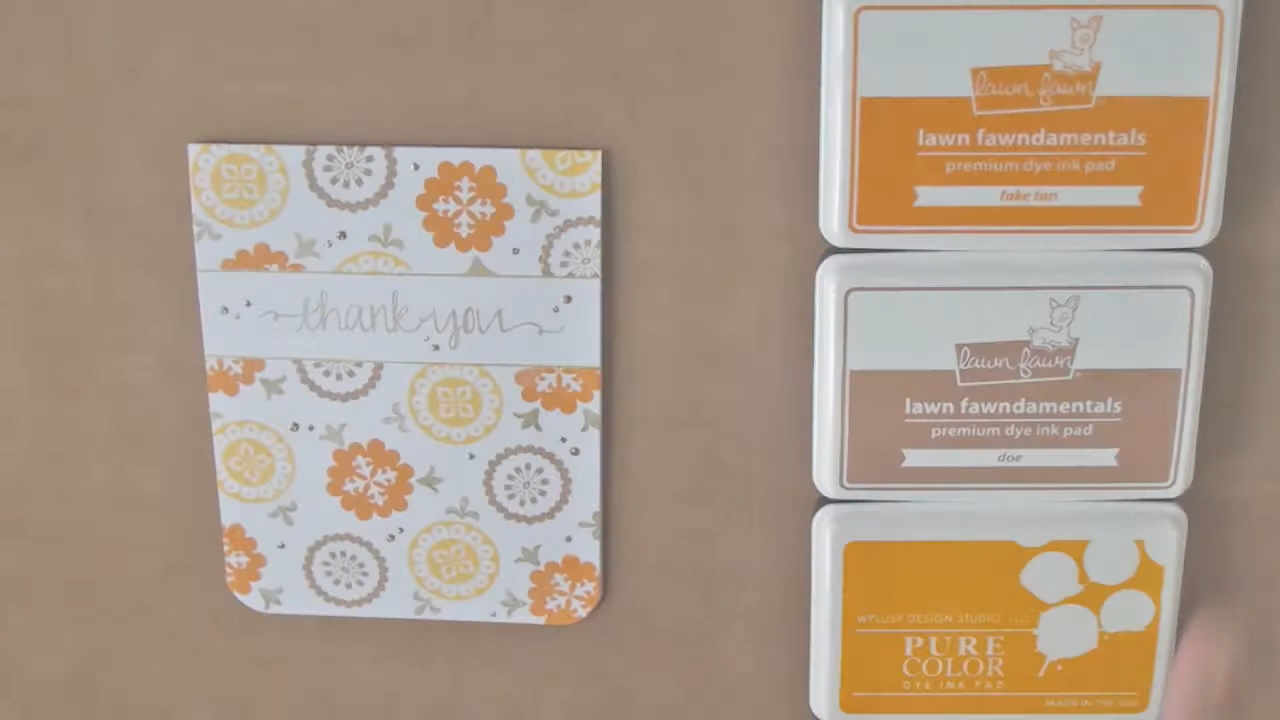 thank you
lawn fawn
lawn fawndamentals
premium dye ink pad
fake tan
lawn fawn
lawn fawndamentals
premium dye ink pad
doe
WPLUS9 DESIGN STUDIO
PURE
COLOR
DYE INK PAD
MADE IN THE USA